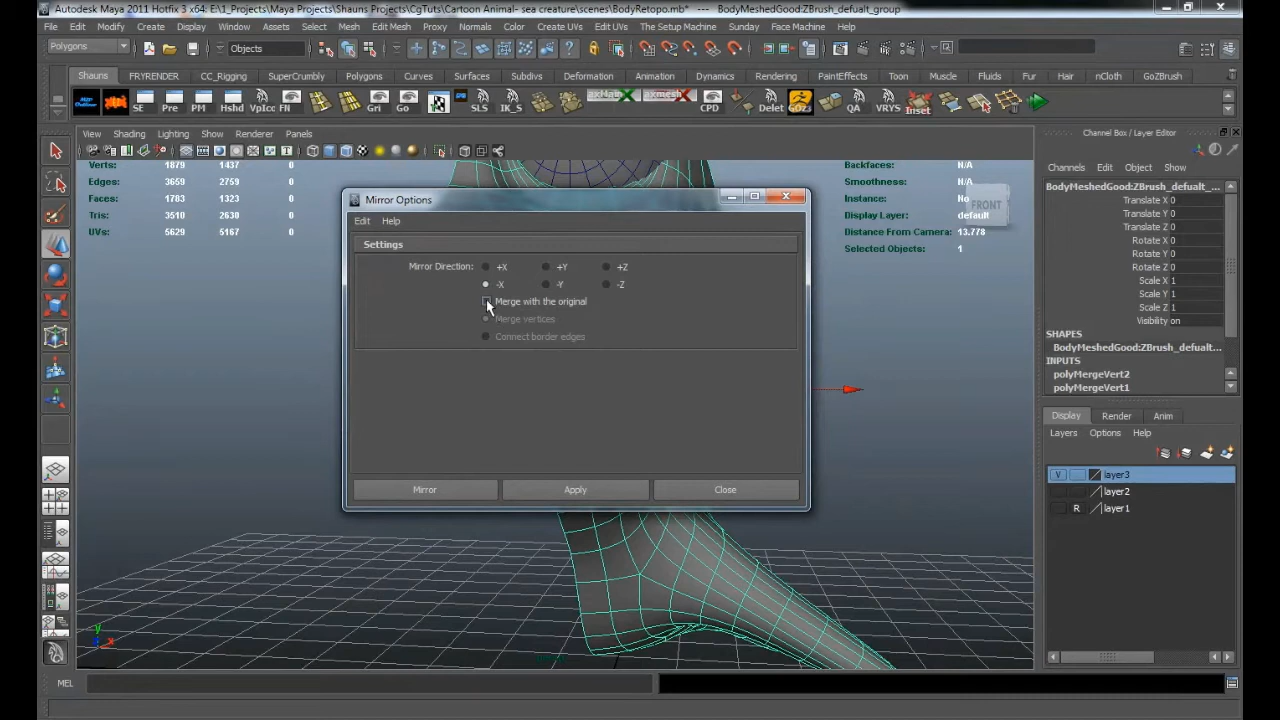 Autodesk Maya 2011 Hotfix 3 x64: E:\1_Projects\Maya Projects\Shauns Projects\CgTuts\Cartoon Animal- sea creature\scenes\BodyRetopo.mb* --- BodyMeshedGood:ZBrush_defualt_group
File Edit Modify Create Display Window Assets Select Mesh Edit Mesh Proxy Normals Color Create UVs Edit UVs The Setup Machine Sunday Face Machine Help
Polygons Objects
Shauns FRYRENDER CC_Rigging SuperCrumbly Polygons Curves Surfaces Subdivs Deformation Animation Dynamics Rendering PaintEffects Toon Muscle Fluids Fur Hair nCloth GoZBrush
SE Pre PM Hshd VpIcc FN Gri Go SLS IK_S axMain axmesh CPD Delet GOZs QA VRYS Inset
View Shading Lighting Show Renderer Panels
Channel Box / Layer Editor
Channels Edit Object Show
Verts: 1879 1437 0
Edges: 3659 2759 0
Faces: 1783 1323 0
Tris: 3510 2630 0
UVs: 5629 5167 0
Backfaces: N/A
Smoothness: N/A
Instance: No
Display Layer: default
Distance From Camera: 13.778
Selected Objects: 1
FRONT
Mirror Options
Edit Help
Settings
Mirror Direction: +X +Y +Z
-X -Y -Z
Merge with the original
Merge vertices
Connect border edges
Mirror Apply Close
BodyMeshedGood:ZBrush_defualt_...
Translate X 0
Translate Y 0
Translate Z 0
Rotate X 0
Rotate Y 0
Rotate Z 0
Scale X 1
Scale Y 1
Scale Z 1
Visibility on
SHAPES
BodyMeshedGood:ZBrush_defualt...
INPUTS
polyMergeVert2
polyMergeVert1
Display Render Anim
Layers Options Help
V layer3
layer2
R layer1
y
x
MEL